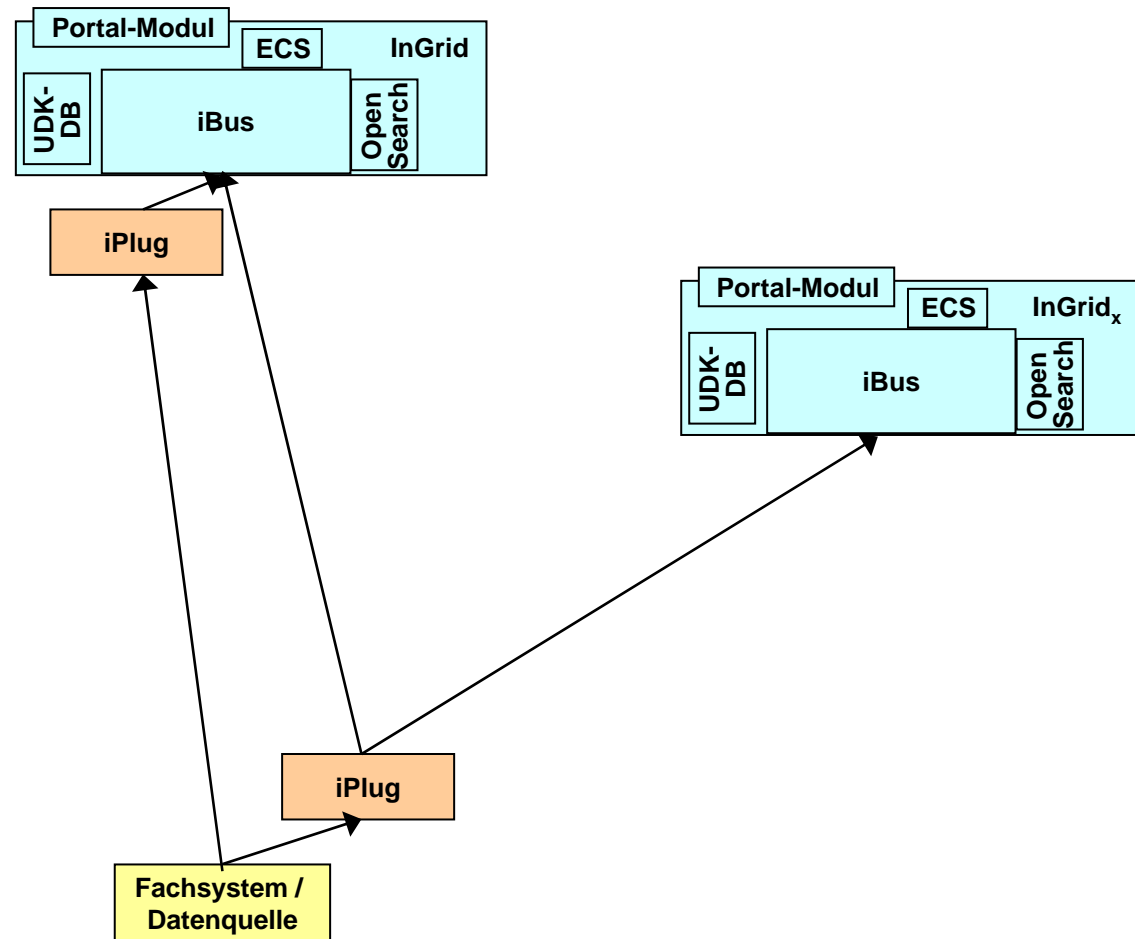 Portal-Modul
ECS
InGrid
UDK-
DB
iBus
Open
Search
iPlug
Portal-Modul
ECS
InGridx
UDK-
DB
iBus
Open
Search
iPlug
Fachsystem /
Datenquelle